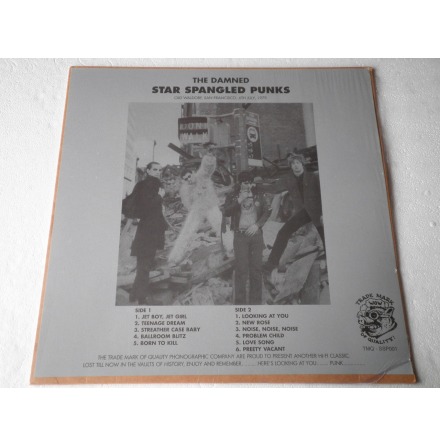 THE DAMNED
STAR SPANGLED PUNKS
SIDE 1
1. JET BOY, JET GIRL
2. TEENAGE DREAM
3. STREATHER CASE BABY
4. BALLROOM BLITZ
5. BORN TO KILL
SIDE 2
1. LOOKING AT YOU
2. NEW ROSE
3. NOISE, NOISE, NOISE
4. PROBLEM CHILD
5. LOVE SONG
6. PREETY VACANT
TRADE MARK
QUALITY
THE TRADE MARK OF QUALITY PHONOGRAPHIC COMPANY ARE PROUD TO PRESENT ANOTHER HI-FI CLASSIC,
LOST TILL NOW IN THE VAULTS OF HISTORY, ENJOY AND REMEMBER....... HERE'S LOOKING AT YOU..... PUNK...........